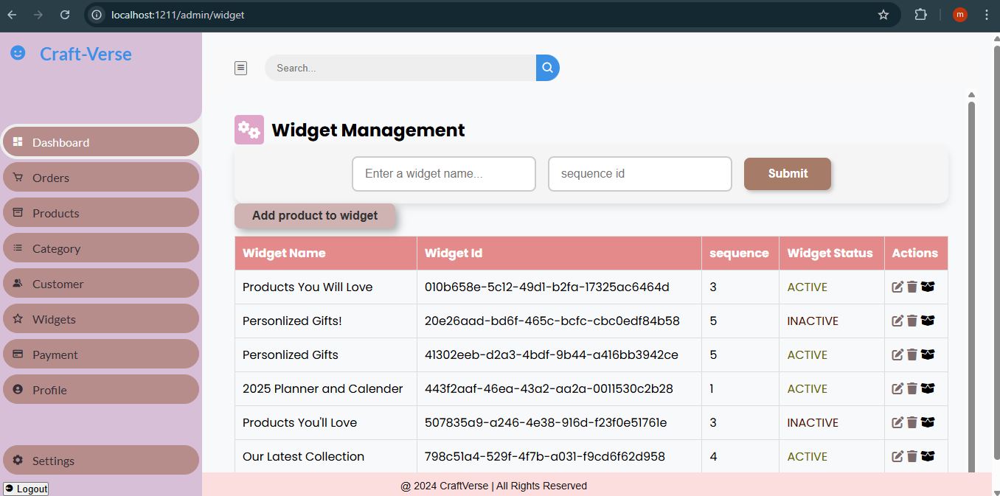 localhost:1211/admin/widget
m
Craft-Verse
Search...
Dashboard
Orders
Products
Category
Customer
Widgets
Payment
Profile
Settings
Logout
Widget Management
Enter a widget name... sequence id Submit
Add product to widget
Widget Name Widget Id sequence Widget Status Actions
Products You Will Love 010b658e-5c12-49d1-b2fa-17325ac6464d 3 ACTIVE
Personlized Gifts! 20e26aad-bd6f-465c-bcfc-cbc0edf84b58 5 INACTIVE
Personlized Gifts 41302eeb-d2a3-4bdf-9b44-a416bb3942ce 5 ACTIVE
2025 Planner and Calender 443f2aaf-46ea-43a2-aa2a-0011530c2b28 1 ACTIVE
Products You'll Love 507835a9-a246-4e38-916d-f23f0e51761e 3 INACTIVE
Our Latest Collection 798c51a4-529f-4f7b-a031-f9cd6f62d958 4 ACTIVE
@ 2024 CraftVerse | All Rights Reserved